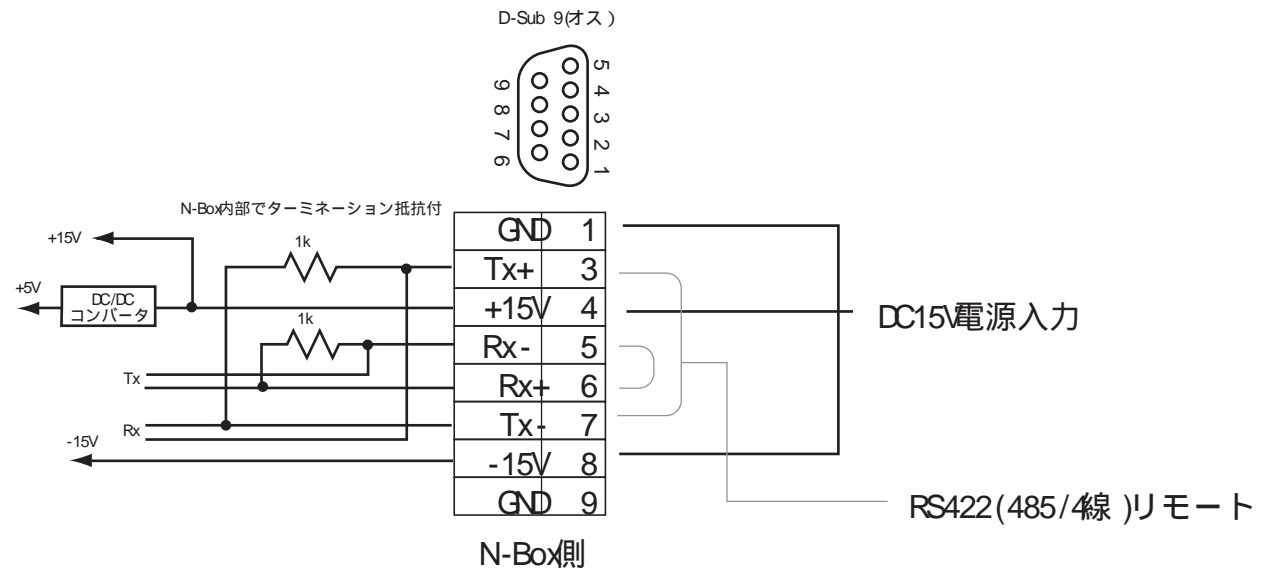 D-Sub 9(オス)
5
4
3
2
1
9
8
7
6
N-Box内部でターミネーション抵抗付
+15V
1k
+5V
DC/DC
コンバータ
1k
Tx
Rx
-15V
GND 1
Tx+ 3
+15V 4
Rx- 5
Rx+ 6
Tx- 7
-15V 8
GND 9
N-Box側
DC15V電源入力
RS422(485/4線)リモート